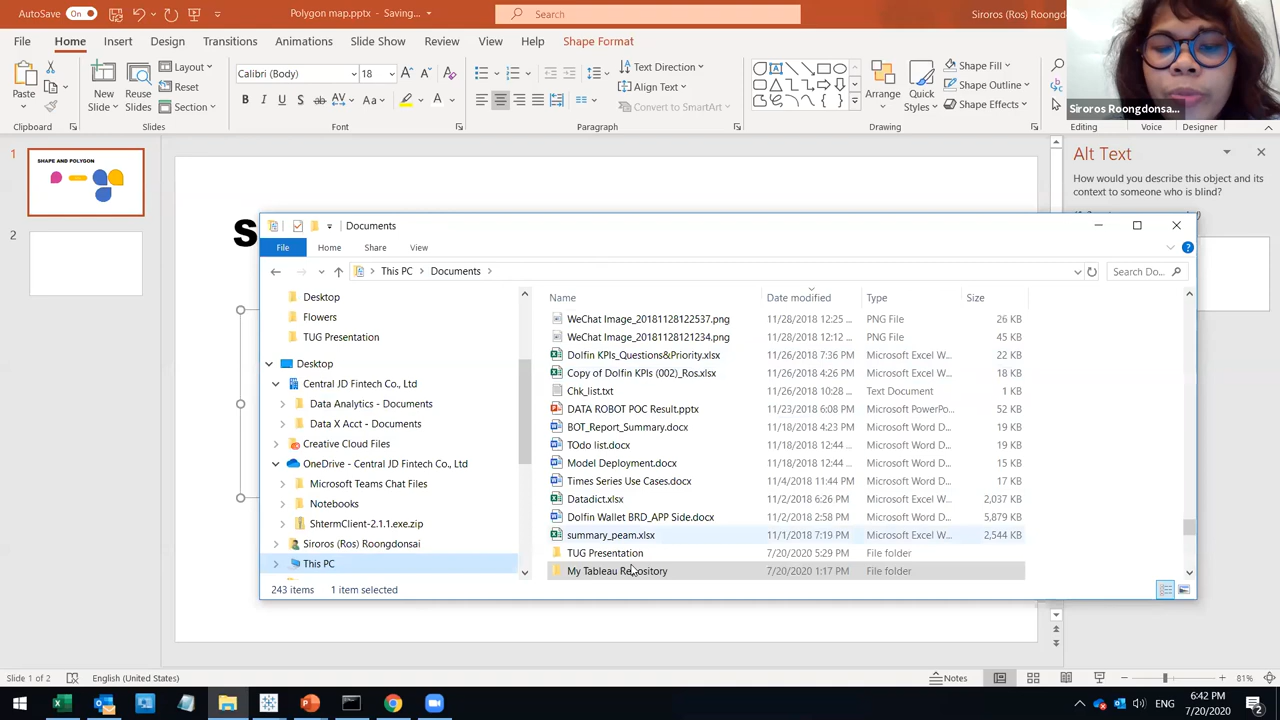 AutoSave On
Polygon map.pptx - Saving...
Search
Siroros (Ros) Roongd
File Home Insert Design Transitions Animations Slide Show Review View Help Shape Format
Paste
Clipboard
New Slide
Reuse Slides
Layout
Reset
Section
Slides
Calibri (Body) 18
B I U S ab AV Aa A
Font
Text Direction
Align Text
Convert to SmartArt
Paragraph
Arrange
Quick Styles
Shape Fill
Shape Outline
Shape Effects
Drawing
Editing
Voice
Designer
Siroros Roongdonsa...
1
SHAPE AND POLYGON
2
S
Alt Text
How would you describe this object and its
context to someone who is blind?
Documents
File Home Share View
This PC Documents
Search Do...
Desktop
Flowers
TUG Presentation
Desktop
Central JD Fintech Co., Ltd
Data Analytics - Documents
Data X Acct - Documents
Creative Cloud Files
OneDrive - Central JD Fintech Co., Ltd
Microsoft Teams Chat Files
Notebooks
ShtermClient-2.1.1.exe.zip
Siroros (Ros) Roongdonsai
This PC
Name Date modified Type Size
WeChat Image_20181128122537.png 11/28/2018 12:25 ... PNG File 26 KB
WeChat Image_20181128121234.png 11/28/2018 12:12 ... PNG File 45 KB
Dolfin KPIs_Questions&Priority.xlsx 11/26/2018 7:36 PM Microsoft Excel W... 22 KB
Copy of Dolfin KPIs (002)_Ros.xlsx 11/26/2018 4:26 PM Microsoft Excel W... 18 KB
Chk_list.txt 11/26/2018 10:28 ... Text Document 1 KB
DATA ROBOT POC Result.pptx 11/23/2018 6:08 PM Microsoft PowerPo... 52 KB
BOT_Report_Summary.docx 11/18/2018 4:23 PM Microsoft Word D... 19 KB
TOdo list.docx 11/18/2018 12:44 ... Microsoft Word D... 19 KB
Model Deployment.docx 11/18/2018 12:44 ... Microsoft Word D... 15 KB
Times Series Use Cases.docx 11/4/2018 11:44 PM Microsoft Word D... 19 KB
Datadict.xlsx 11/2/2018 6:26 PM Microsoft Excel W... 2,037 KB
Dolfin Wallet BRD_APP Side.docx 11/2/2018 2:58 PM Microsoft Word D... 5,879 KB
summary_peam.xlsx 11/1/2018 7:19 PM Microsoft Excel W... 2,544 KB
TUG Presentation 7/20/2020 5:29 PM File folder
My Tableau Repository 7/20/2020 1:17 PM File folder
243 items 1 item selected
Slide 1 of 2 English (United States)
Notes
81%
ENG
6:42 PM
7/20/2020
2